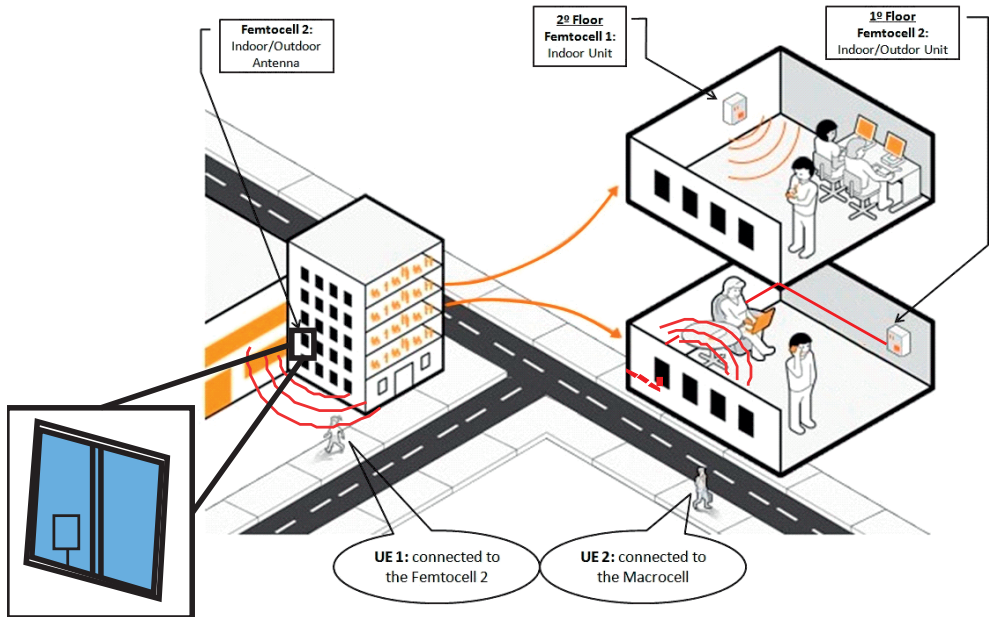 Femtocell 2:
Indoor/Outdoor
Antenna
2º Floor
Femtocell 1:
Indoor Unit
1º Floor
Femtocell 2:
Indoor/Outdor Unit
UE 1: connected to
the Femtocell 2
UE 2: connected to
the Macrocell